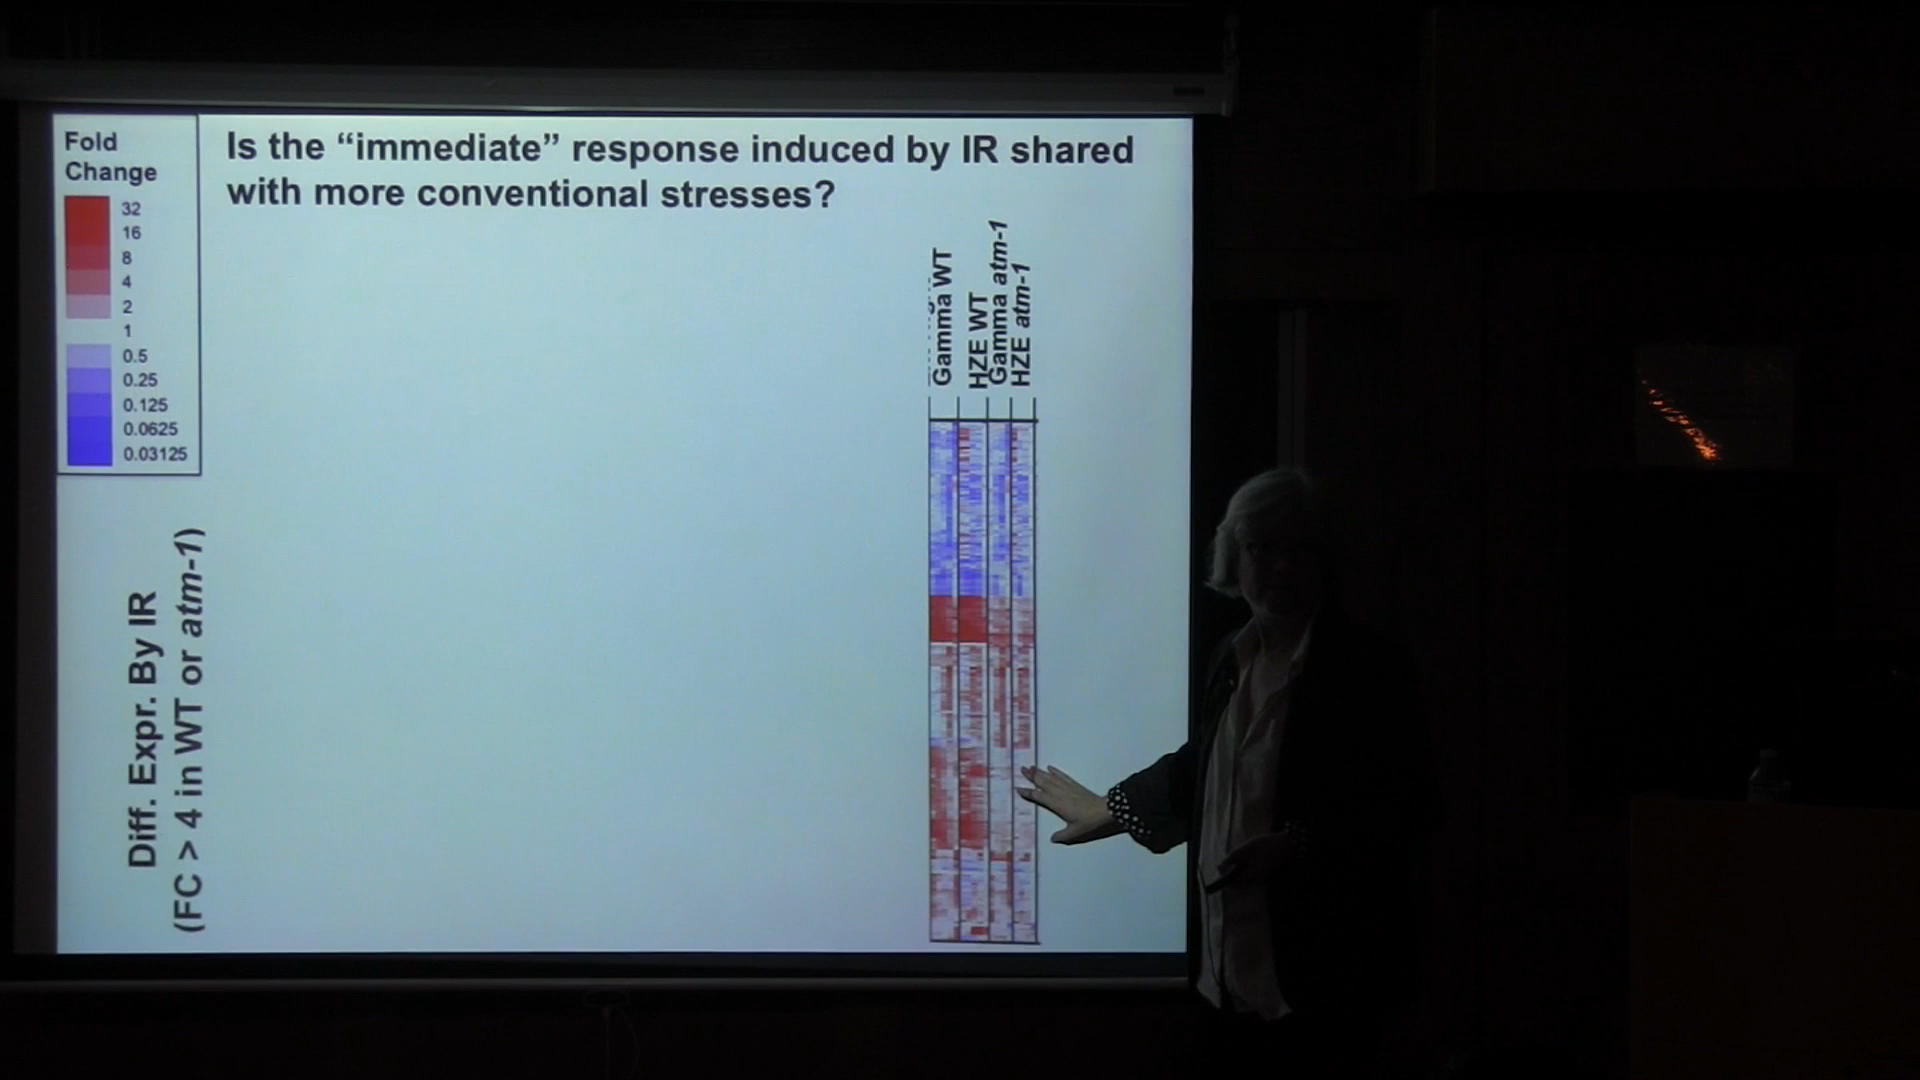 Fold
Change
32
16
8
4
2
1
0.5
0.25
0.125
0.0625
0.03125
Is the “immediate” response induced by IR shared
with more conventional stresses?
Gamma WT
HZE WT
Gamma atm-1
HZE atm-1
Diff. Expr. By IR
(FC > 4 in WT or atm-1)